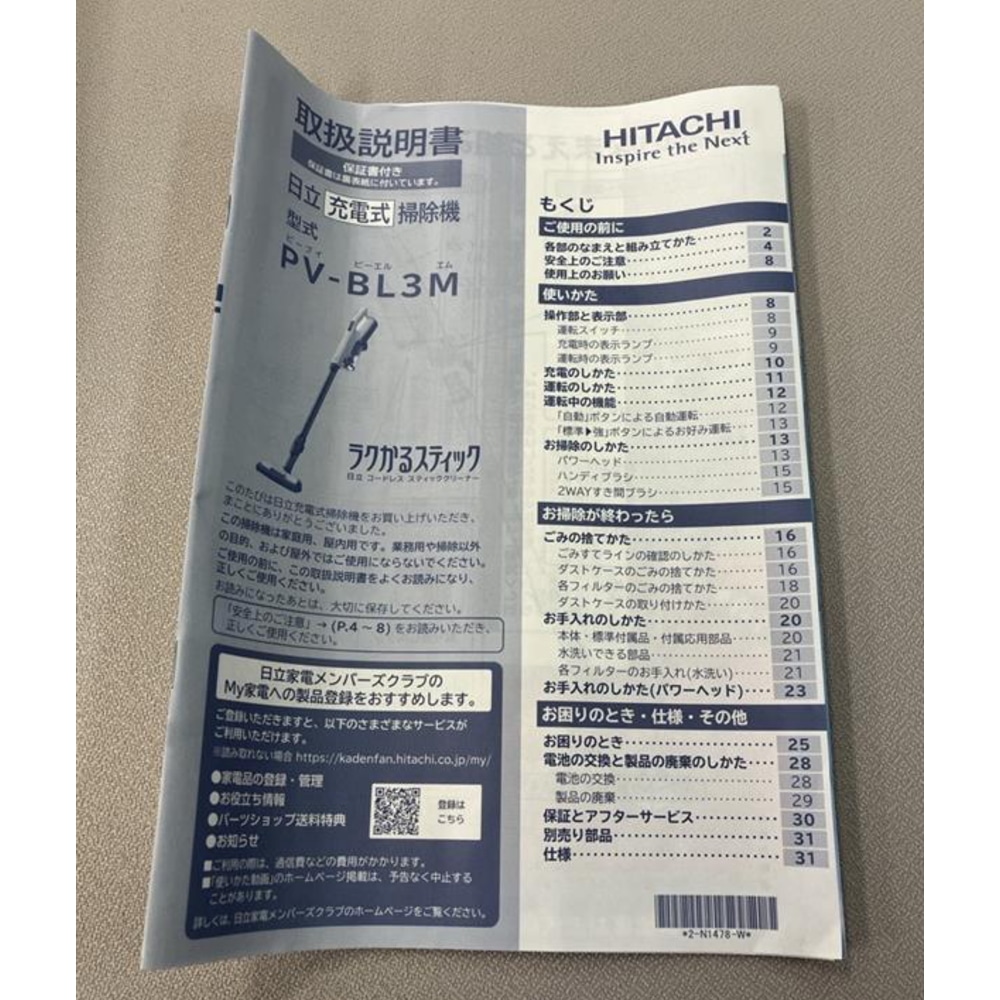 取扱説明書
保証書付き
保証書は裏表紙に付いています。
日立 充電式 掃除機
型式
ピーブイ ピーエル エム
PV-BL3M
ラクかるスティック
日立 コードレス スティッククリーナー
このたびは日立充電式掃除機をお買い上げいただき、
まことにありがとうございました。
この掃除機は家庭用、屋内用です。業務用や掃除以外
の目的、および屋外ではご使用にならないでください。
ご使用の前に、この取扱説明書をよくお読みになり、
正しくご使用ください。
お読みになったあとは、大切に保存してください。
「安全上のご注意」→(P.4 ～ 8)をお読みいただき、
正しくご使用ください。
日立家電メンバーズクラブの
My家電への製品登録をおすすめします。
ご登録いただきますと、以下のさまざまなサービスが
ご利用いただけます。
※読み取れない場合 https://kadenfan.hitachi.co.jp/my/
●家電品の登録・管理
●お役立ち情報
●パーツショップ送料特典
●お知らせ
登録は
こちら
■ご利用の際は、通信費などの費用がかかります。
■「使いかた動画」のホームページ掲載は、予告なく中止する
ことがあります。
詳しくは、日立家電メンバーズクラブのホームページをご覧ください。
HITACHI
Inspire the Next
もくじ
ご使用の前に
各部のなまえと組み立てかた 2
安全上のご注意 4
使用上のお願い 8
使いかた
操作部と表示部 8
運転スイッチ 8
充電時の表示ランプ 9
運転時の表示ランプ 9
充電のしかた 10
運転のしかた 11
運転中の機能 12
「自動」ボタンによる自動運転 12
「標準▶強」ボタンによるお好み運転 13
お掃除のしかた 13
パワーヘッド 13
ハンディブラシ 15
2WAYすき間ブラシ 15
お掃除が終わったら
ごみの捨てかた 16
ごみすてラインの確認のしかた 16
ダストケースのごみの捨てかた 16
各フィルターのごみの捨てかた 18
ダストケースの取り付けかた 20
お手入れのしかた 20
本体・標準付属品・付属応用部品 20
水洗いできる部品 21
各フィルターのお手入れ(水洗い) 21
お手入れのしかた(パワーヘッド) 23
お困りのとき・仕様・その他
お困りのとき 25
電池の交換と製品の廃棄のしかた 28
電池の交換 28
製品の廃棄 29
保証とアフターサービス 30
別売り部品 31
仕様 31
*2-N1478-W*